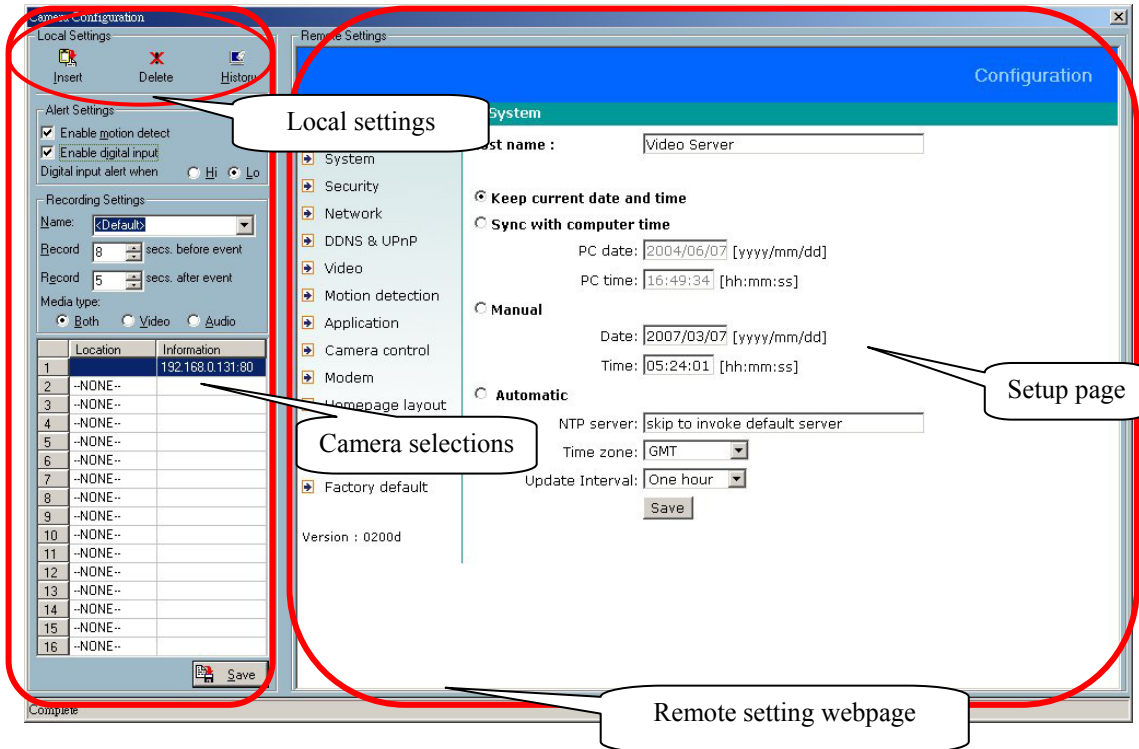 Camera Configuration
Local Settings
Insert
Delete
History
Local settings
Alert Settings
Enable motion detect
Enable digital input
Digital input alert when
Hi
Lo
Recording Settings
Name:
<Default>
Record
8
secs. before event
Record
5
secs. after event
Media type:
Both
Video
Audio
Location
Information
1
192.168.0.131:80
2
--NONE--
3
--NONE--
4
--NONE--
5
--NONE--
6
--NONE--
7
--NONE--
8
--NONE--
9
--NONE--
10
--NONE--
11
--NONE--
12
--NONE--
13
--NONE--
14
--NONE--
15
--NONE--
16
--NONE--
Camera selections
Save
Complete
Remote Settings
Configuration
System
System
Security
Network
DDNS & UPnP
Video
Motion detection
Application
Camera control
Modem
Homepage layout
Factory default
Version : 0200d
name :
Video Server
Keep current date and time
Sync with computer time
PC date:
2004/06/07
[yyyy/mm/dd]
PC time:
16:49:34
[hh:mm:ss]
Manual
Date:
2007/03/07
[yyyy/mm/dd]
Time:
05:24:01
[hh:mm:ss]
Automatic
NTP server:
skip to invoke default server
Time zone:
GMT
Update Interval:
One hour
Save
Setup page
Remote setting webpage